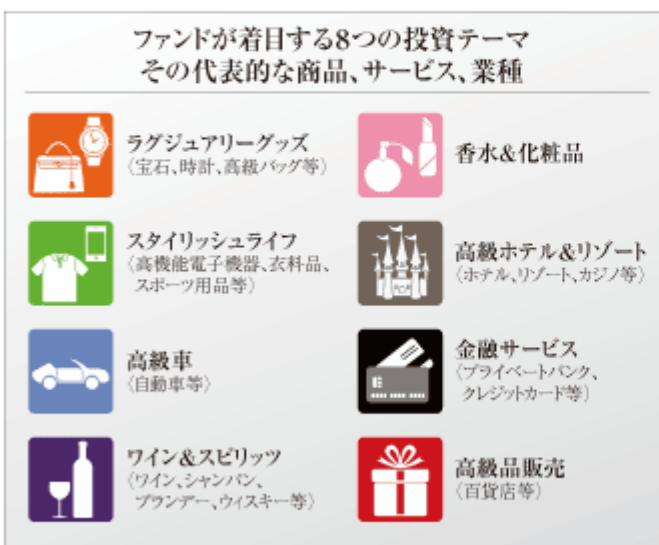 ファンドが着目する8つの投資テーマ
その代表的な商品、サービス、業種
ラグジュアリーグッズ
(宝石、時計、高級バッグ等)
スタイリッシュライフ
(高機能電子機器、衣料品、
スポーツ用品等)
高級車
(自動車等)
ワイン&スピリッツ
(ワイン、シャンパン、
ブランデー、ウィスキー等)
香水&化粧品
高級ホテル&リゾート
(ホテル、リゾート、カジノ等)
金融サービス
(プライベートバンク、
クレジットカード等)
高級品販売
(百貨店等)